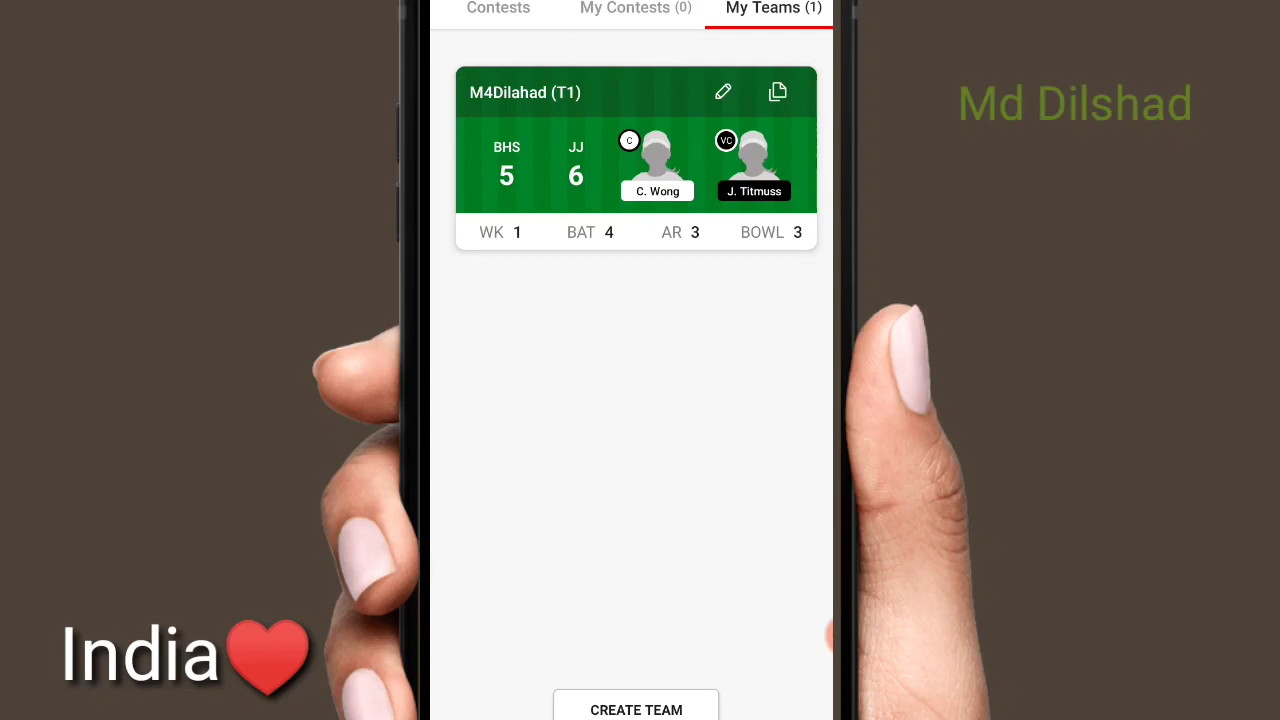 Contests My Contests (0) My Teams (1)
M4Dilahad (T1)
BHS JJ
5 6
C VC
C. Wong J. Titmuss
WK 1 BAT 4 AR 3 BOWL 3
CREATE TEAM
Md Dilshad
India❤️